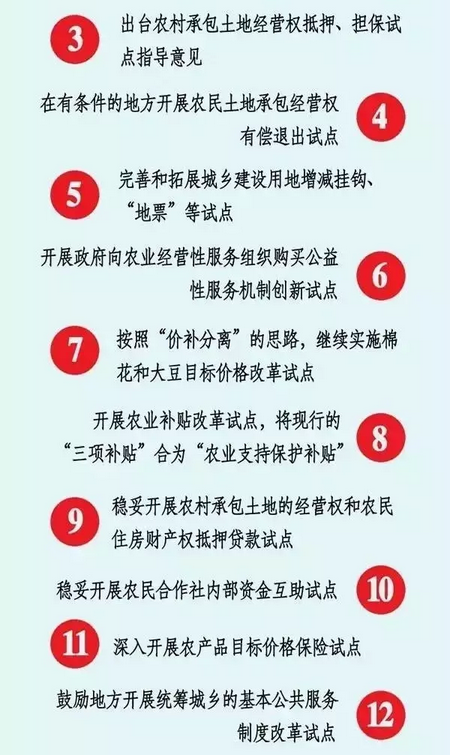 3
出台农村承包土地经营权抵押、担保试
点指导意见
在有条件的地方开展农民土地承包经营权
有偿退出试点
4
5
完善和拓展城乡建设用地增减挂钩、
“地票”等试点
开展政府向农业经营性服务组织购买公益
性服务机制创新试点
6
7
按照“价补分离”的思路，继续实施棉
花和大豆目标价格改革试点
开展农业补贴改革试点，将现行的
“三项补贴”合为“农业支持保护补贴”
8
9
稳妥开展农村承包土地的经营权和农民
住房财产权抵押贷款试点
稳妥开展农民合作社内部资金互助试点
10
11
深入开展农产品目标价格保险试点
鼓励地方开展统筹城乡的基本公共服务
制度改革试点
12